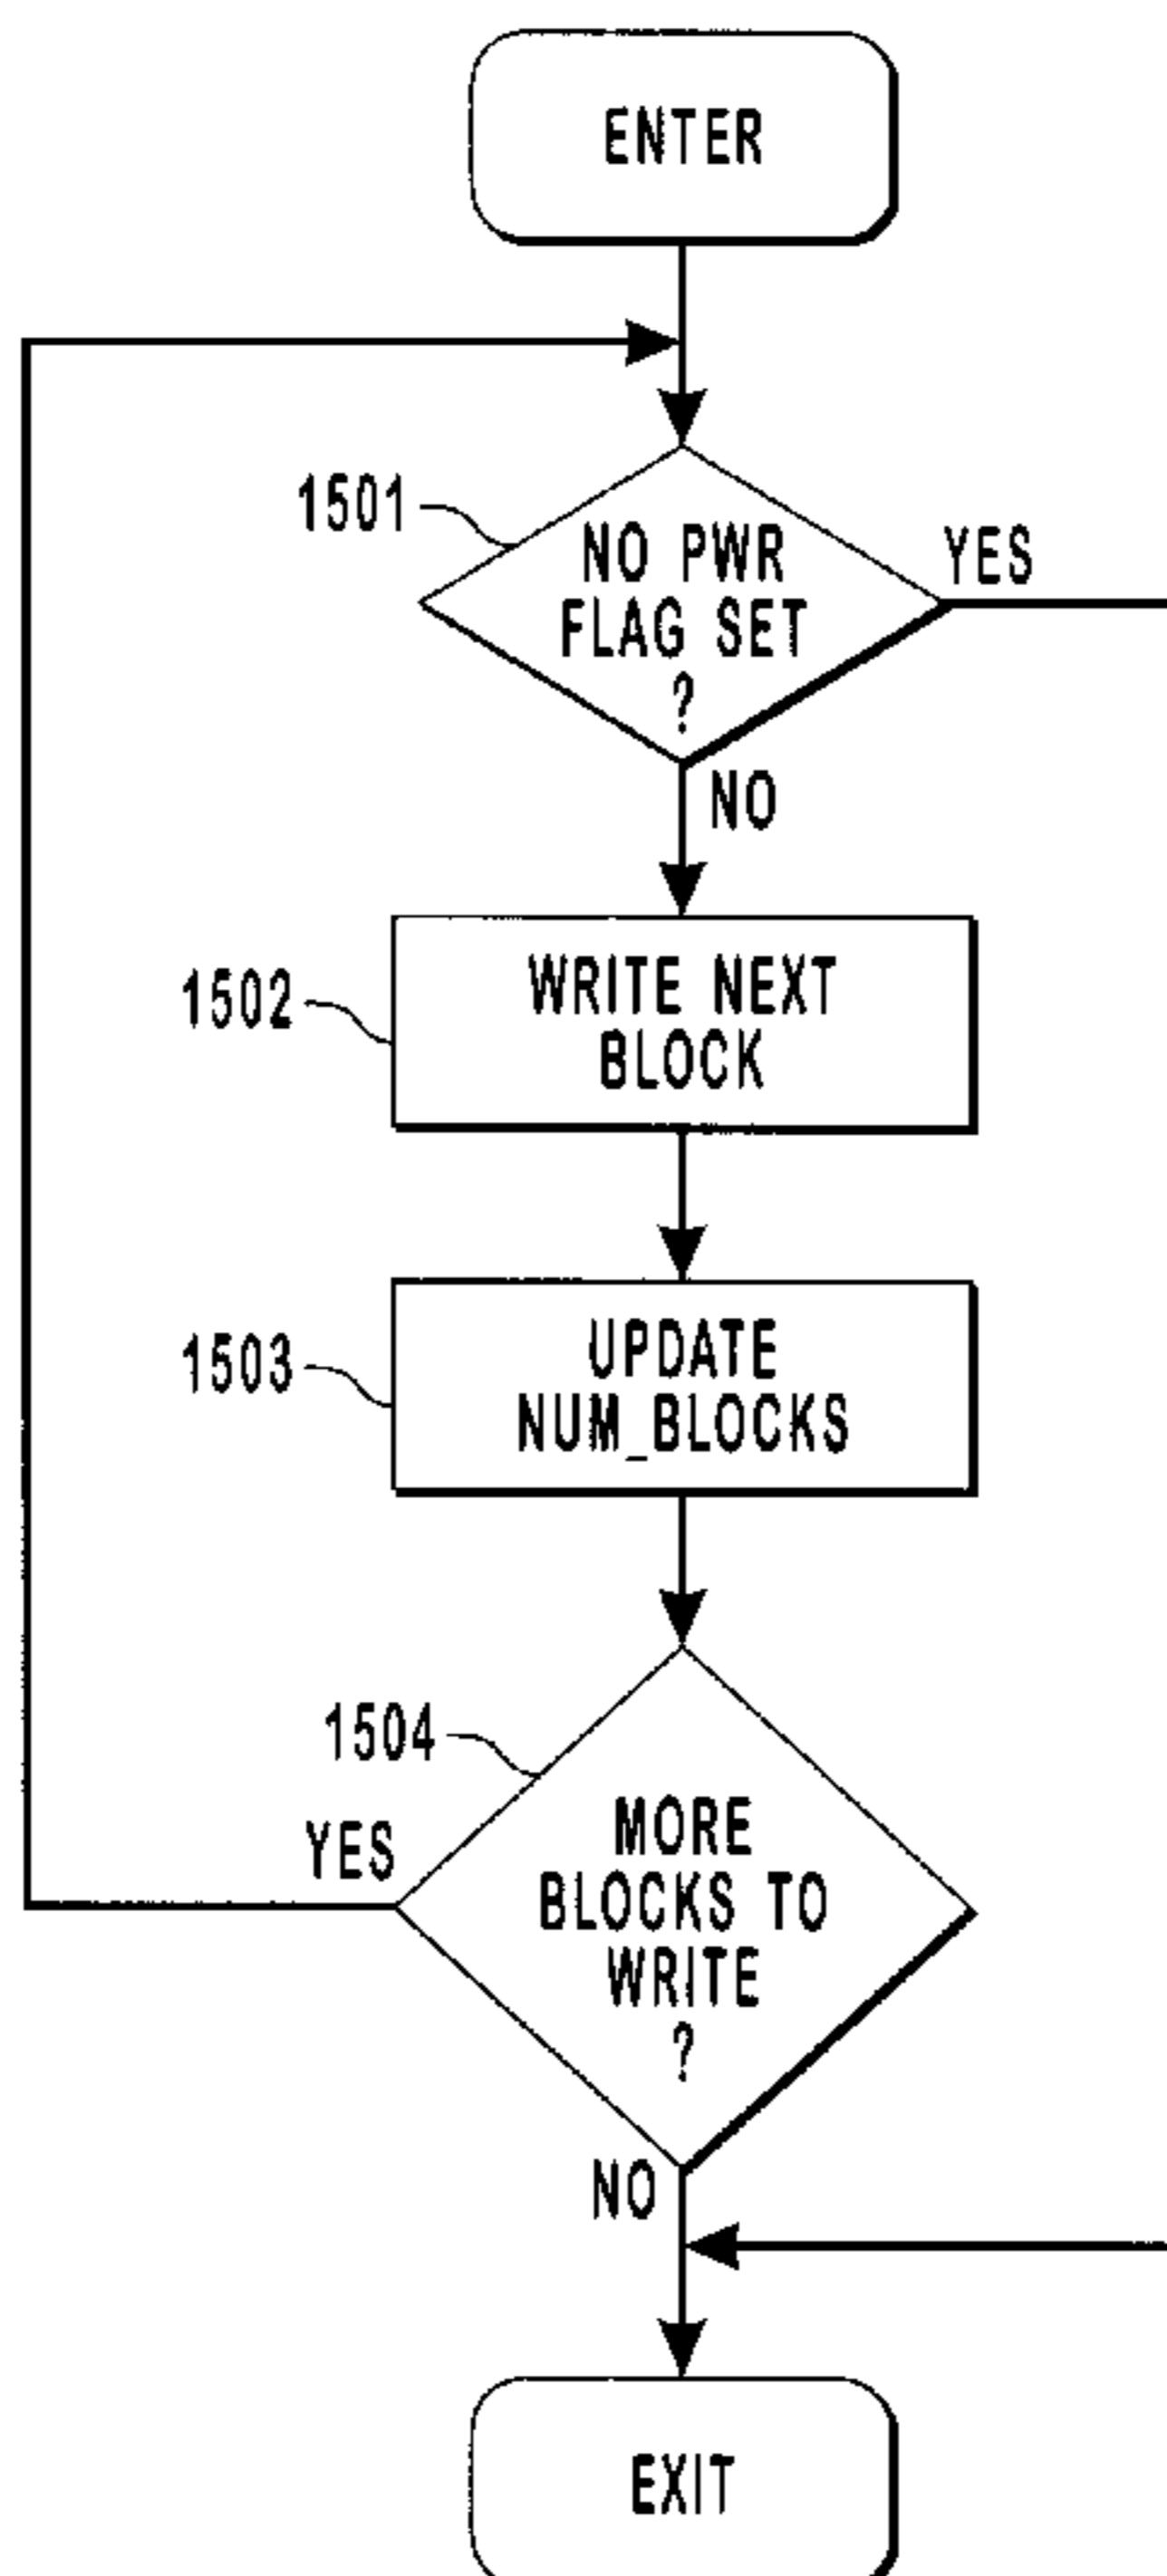 ENTER
1501
NO PWR
FLAG SET
?
YES
NO
1502
WRITE NEXT
BLOCK
1503
UPDATE
NUM_BLOCKS
1504
YES
MORE
BLOCKS TO
WRITE
?
NO
EXIT